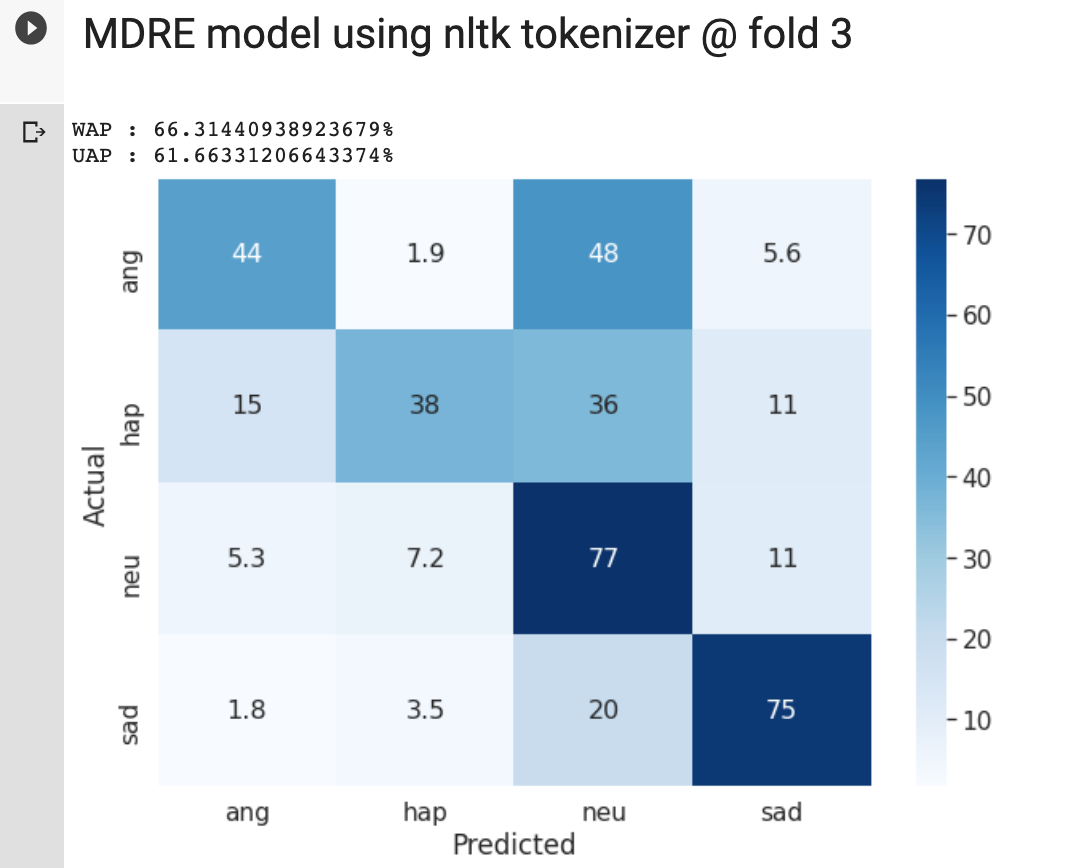 MDRE model using nltk tokenizer @ fold 3
WAP : 66.31440938923679%
UAP : 61.66331206643374%
ang 44 1.9 48 5.6
hap 15 38 36 11
neu 5.3 7.2 77 11
sad 1.8 3.5 20 75
Actual
ang hap neu sad
Predicted
70
60
50
40
30
20
10